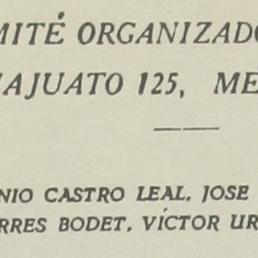 MITÉ ORGANIZADO
AJUATO 125, ME
NIO CASTRO LEAL, JOSE
RRES BODET, VÍCTOR UR